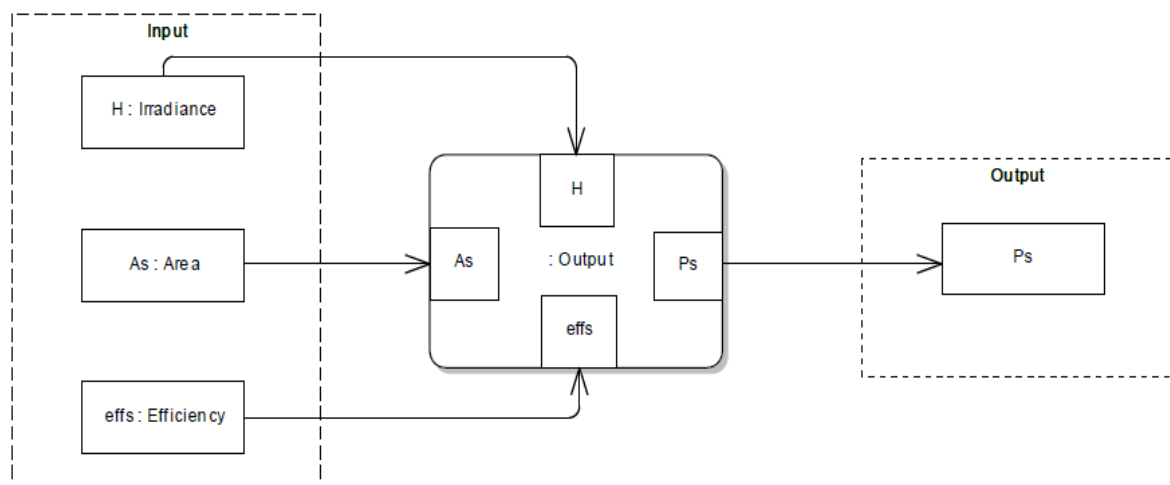 Input
H : Irradiance
As : Area
effs : Efficiency
H
As
: Output
Ps
effs
Output
Ps